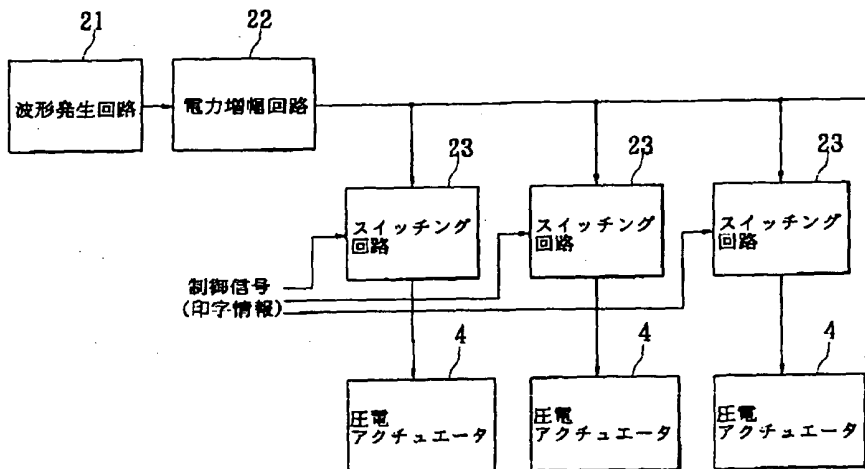 21
22
波形発生回路
電力増幅回路
23
23
23
スイッチング
回路
スイッチング
回路
スイッチング
回路
制御信号
(印字情報)
4
4
4
圧電
アクチュエータ
圧電
アクチュエータ
圧電
アクチュエータ